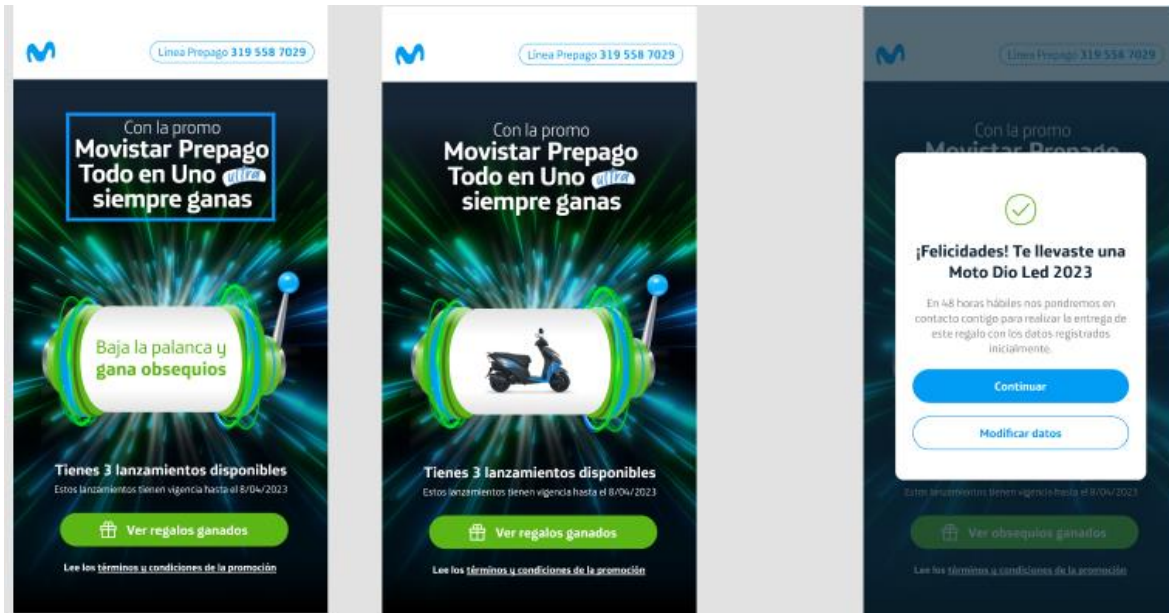 Línea Prepago 319 558 7029
Con la promo
Movistar Prepago
Todo en Uno ultra
siempre ganas
Baja la palanca y
gana obsequios
Tienes 3 lanzamientos disponibles
Estos lanzamientos tienen vigencia hasta el 8/04/2023
Ver regalos ganados
Lee los términos y condiciones de la promoción
Línea Prepago 319 558 7029
Con la promo
Movistar Prepago
Todo en Uno ultra
siempre ganas
Tienes 3 lanzamientos disponibles
Estos lanzamientos tienen vigencia hasta el 8/04/2023
Ver regalos ganados
Lee los términos y condiciones de la promoción
Línea Prepago 319 558 7029
Con la promo
Movistar Prepago
¡Felicidades! Te llevaste una
Moto Dio Led 2023
En 48 horas hábiles nos pondremos en
contacto contigo para realizar la entrega de
este regalo con los datos registrados
inicialmente.
Continuar
Modificar datos
Estos lanzamientos tienen vigencia hasta el 8/04/2023
Ver obsequios ganados
Lee los términos y condiciones de la promoción